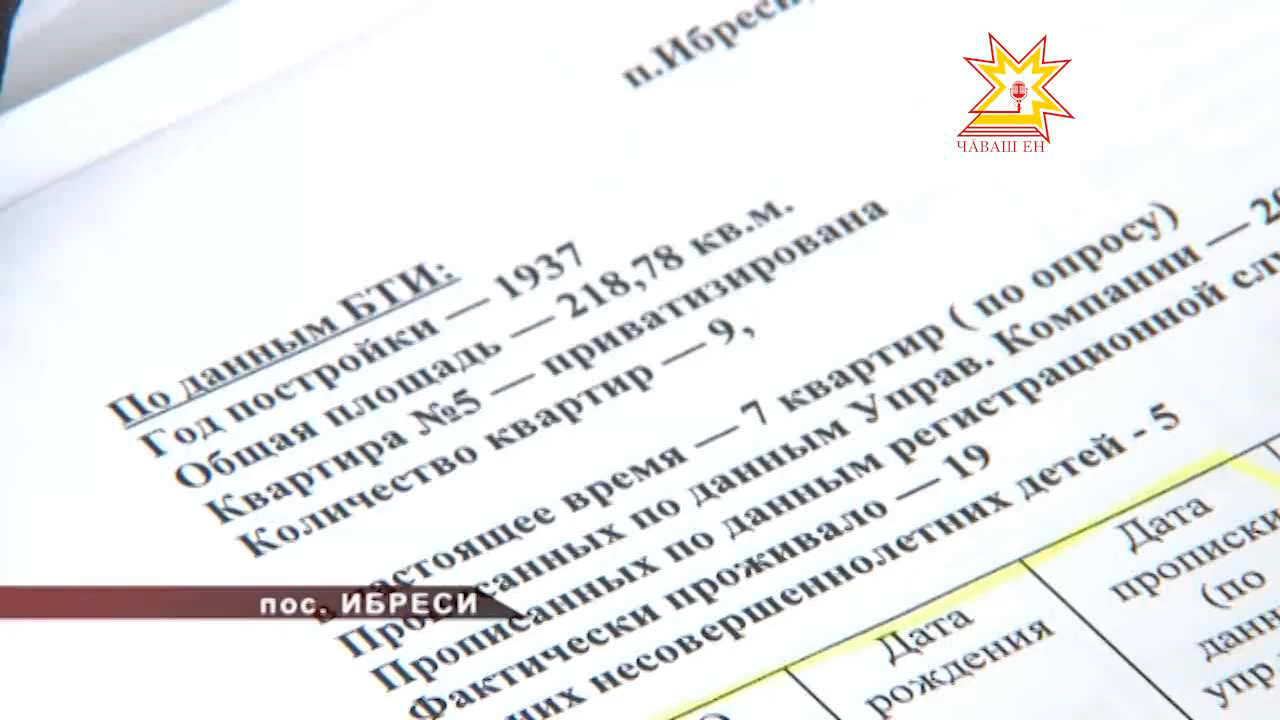 п.Ибреси,
ЧӐВАШ ЕН
По данным БТИ:
Год постройки — 1937
Общая площадь — 218,78 кв.м.
Квартира №5 — приватизирована
Количество квартир — 9,
настоящее время — 7 квартир ( по опросу)
Прописанных по данным Управ. Компании — 2
Прописанных по данным регистрационной
Фактически проживало — 19
них несовершеннолетних детей - 5
Дата
рождения
Дата
прописки
(по
упр
пос. ИБРЕСИ